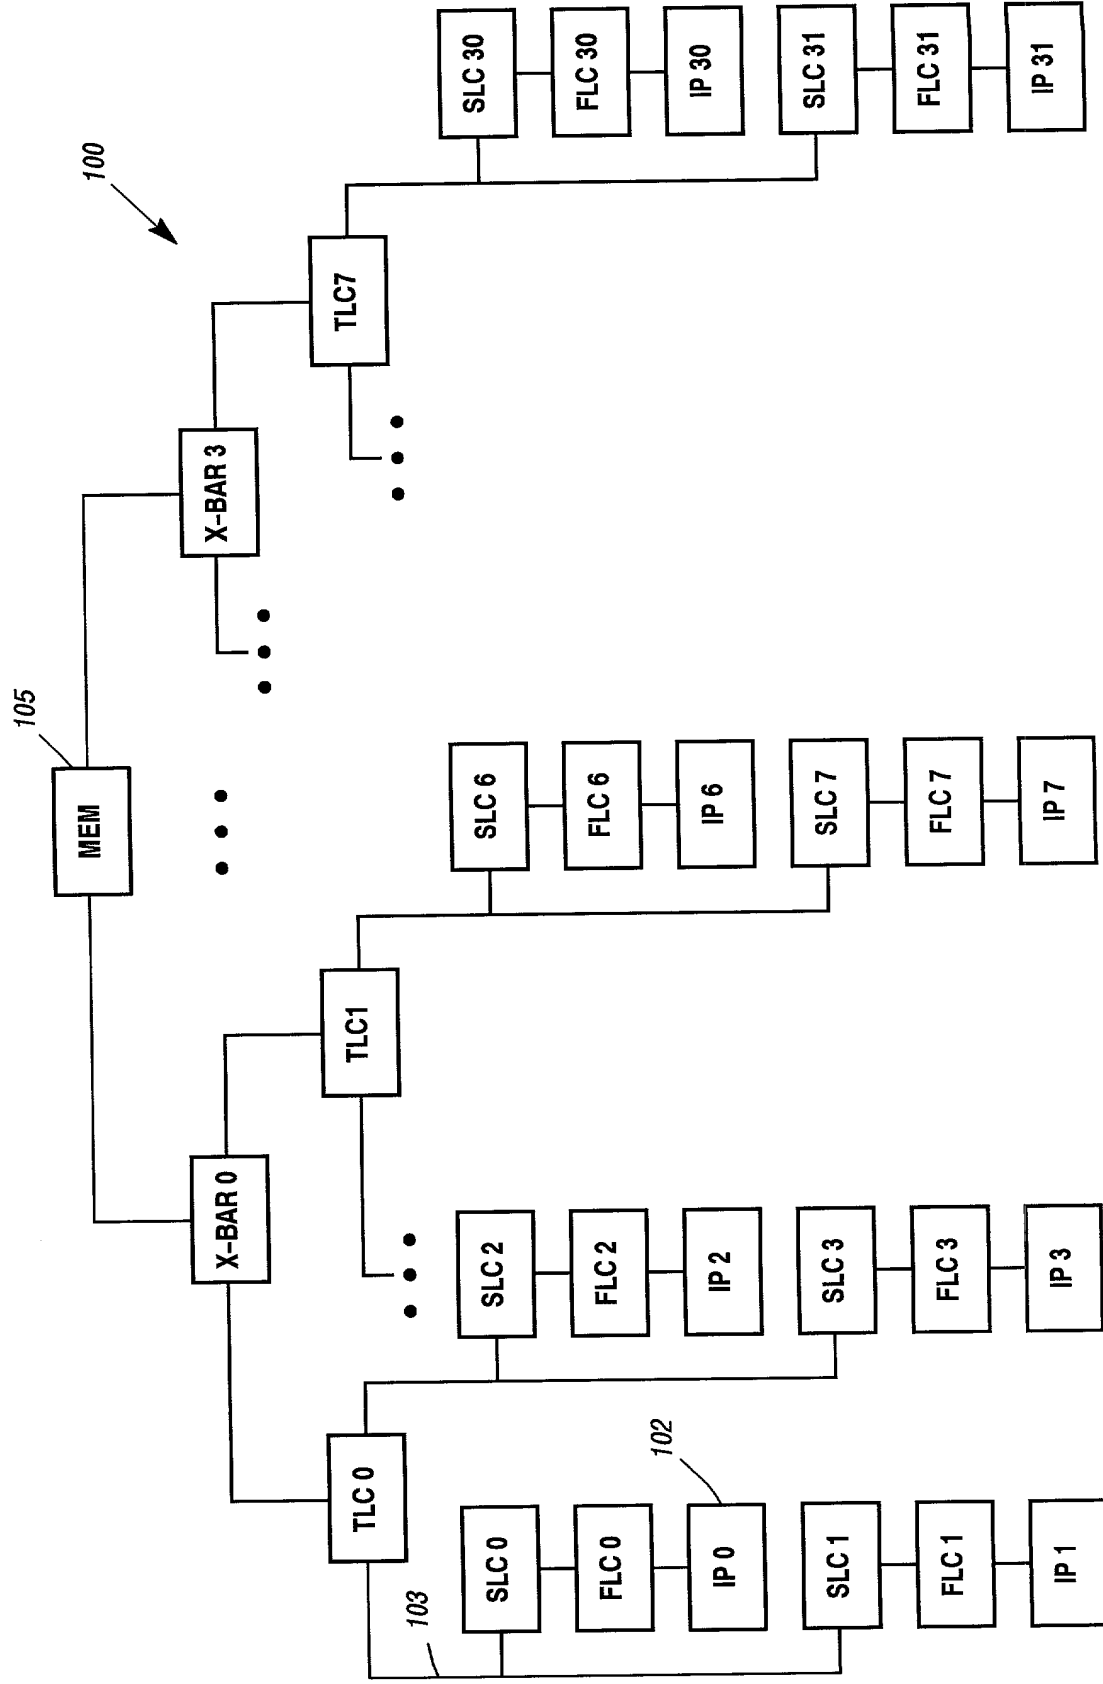 100
105
MEM
X-BAR 0
X-BAR 3
TLC 0
TLC1
TLC7
103
SLC 0
FLC 0
IP 0
102
SLC 1
FLC 1
IP 1
SLC 2
FLC 2
IP 2
SLC 3
FLC 3
IP 3
SLC 6
FLC 6
IP 6
SLC 7
FLC 7
IP 7
SLC 30
FLC 30
IP 30
SLC 31
FLC 31
IP 31